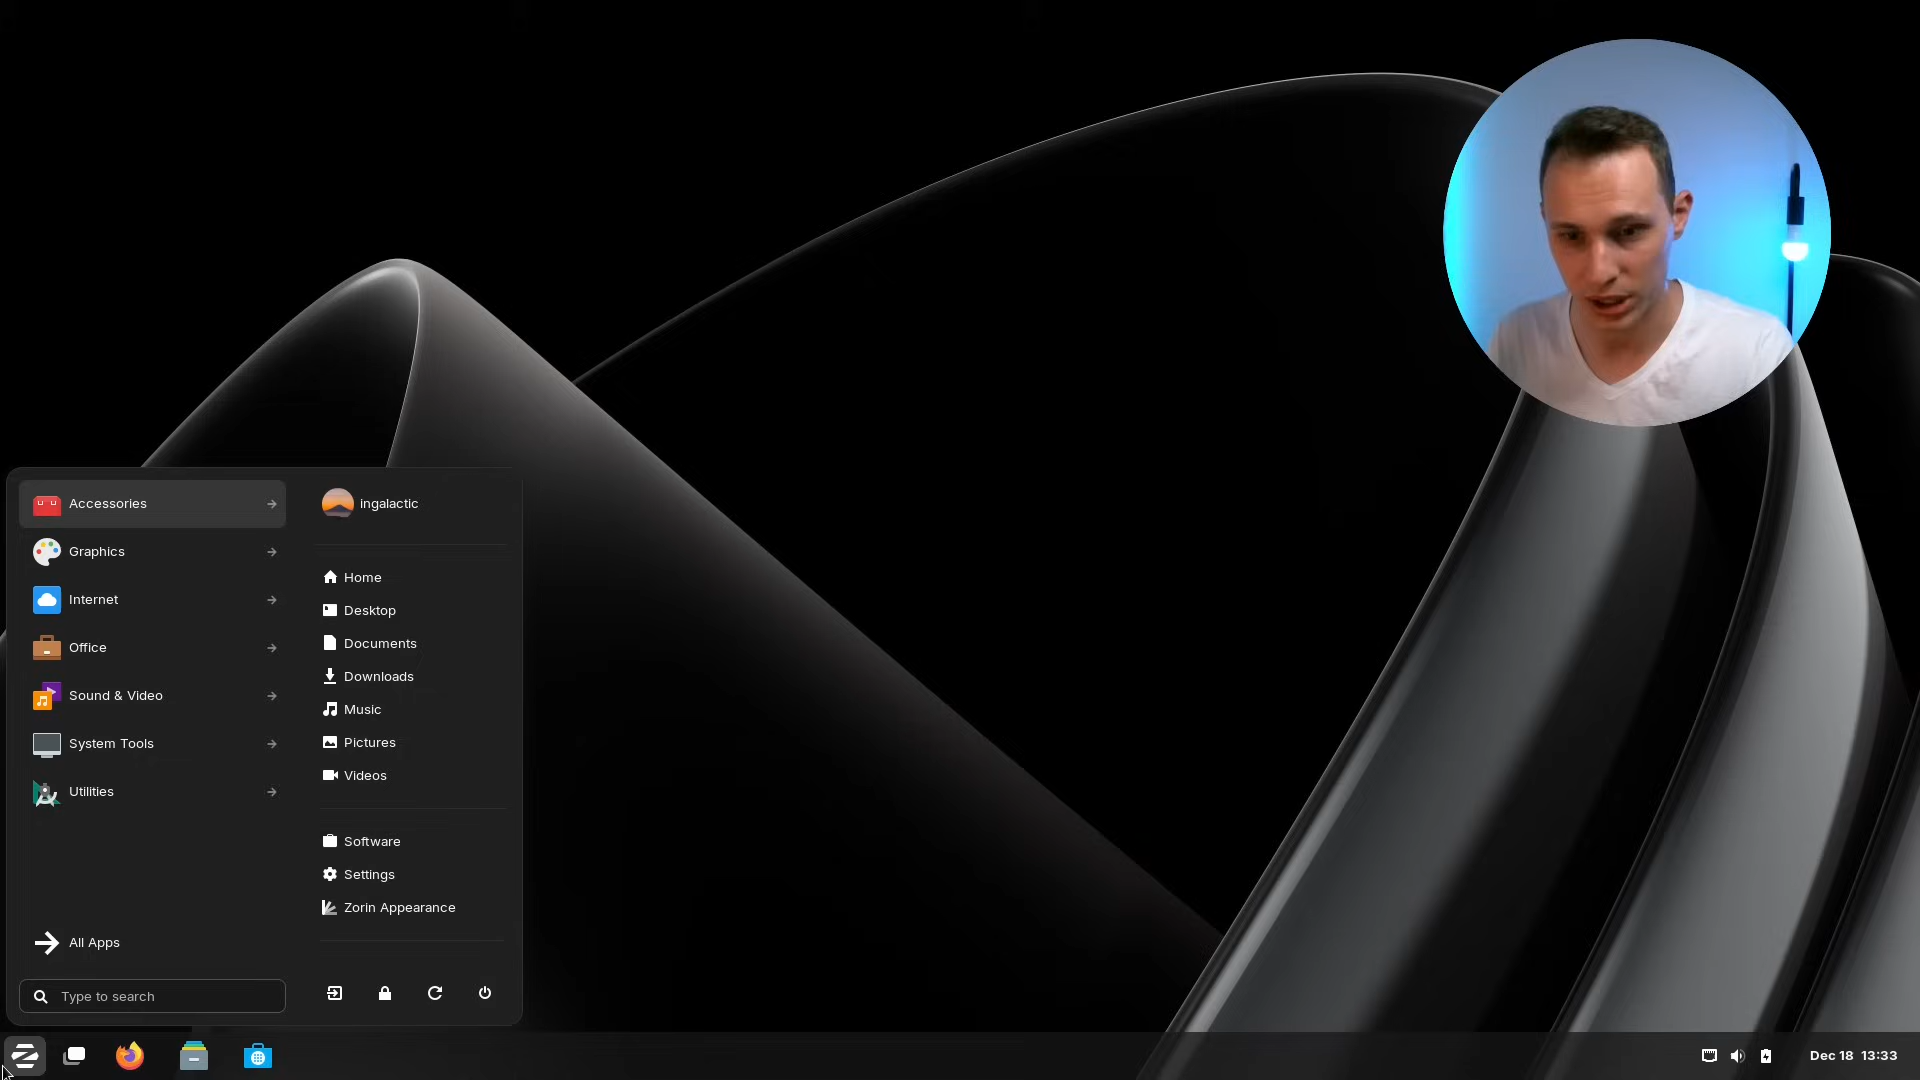 Accessories
Graphics
Internet
Office
Sound & Video
System Tools
Utilities
All Apps
Type to search
ingalactic
Home
Desktop
Documents
Downloads
Music
Pictures
Videos
Software
Settings
Zorin Appearance
Dec 18 13:33